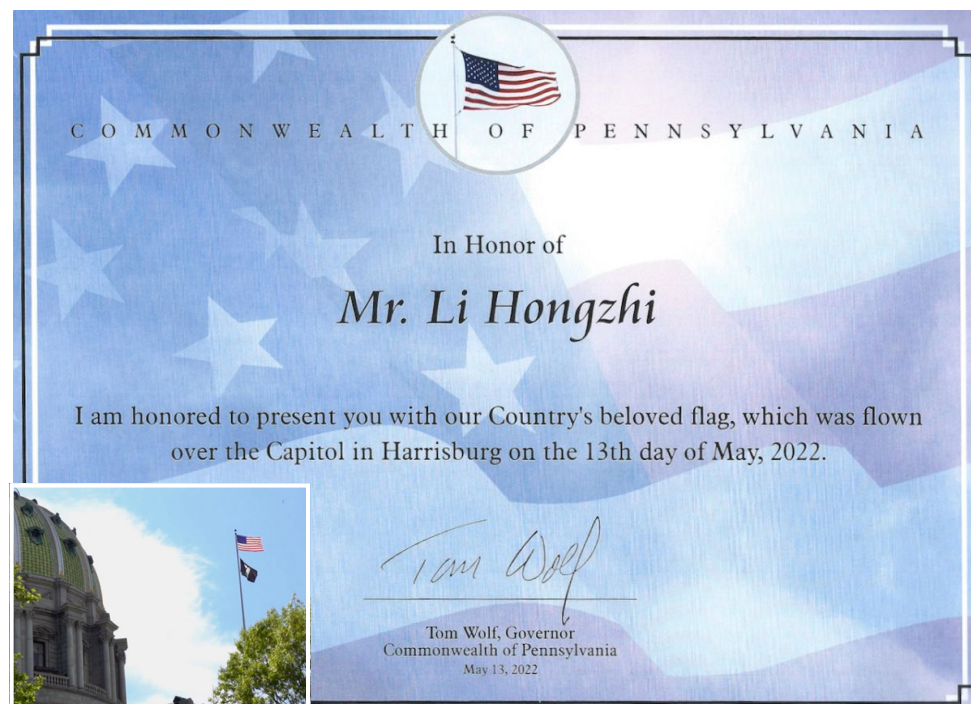 COMMONWEALTH OF PENNSYLVANIA
In Honor of
Mr. Li Hongzhi
I am honored to present you with our Country's beloved flag, which was flown
over the Capitol in Harrisburg on the 13th day of May, 2022.
Tom Wolf
Tom Wolf, Governor
Commonwealth of Pennsylvania
May 13, 2022